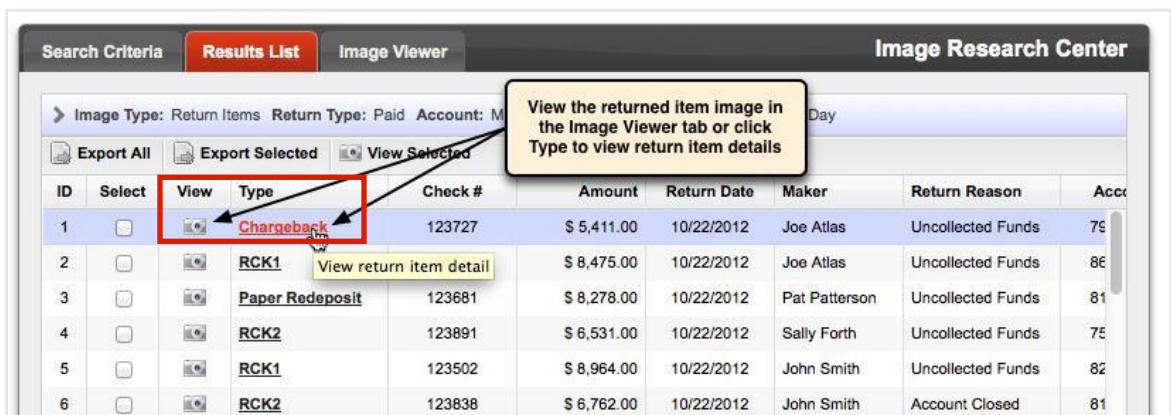 Search Criteria Results List Image Viewer Image Research Center
View the returned item image in
the Image Viewer tab or click
Type to view return item details
Image Type: Return Items Return Type: Paid Account: Day
Export All Export Selected View Selected
ID Select View Type Check # Amount Return Date Maker Return Reason
1 Chargeback 123727 $ 5,411.00 10/22/2012 Joe Atlas Uncollected Funds
2 RCK1 $ 8,475.00 10/22/2012 Joe Atlas Uncollected Funds 86
View return item detail
3 Paper Redeposit 123681 $ 8,278.00 10/22/2012 Pat Patterson Uncollected Funds 81
4 RCK2 123891 $ 6,531.00 10/22/2012 Sally Forth Uncollected Funds 75
5 RCK1 123502 $ 8,964.00 10/22/2012 John Smith Uncollected Funds 82
6 RCK2 123838 $ 6,762.00 10/22/2012 John Smith Account Closed 81